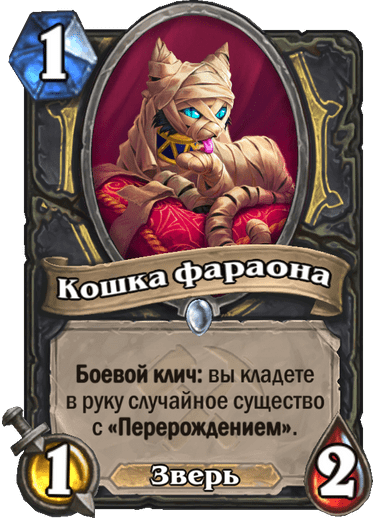 1
Кошка фараона
Боевой клич: вы кладете
в руку случайное существо
с «Перерождением».
1
Зверь
2